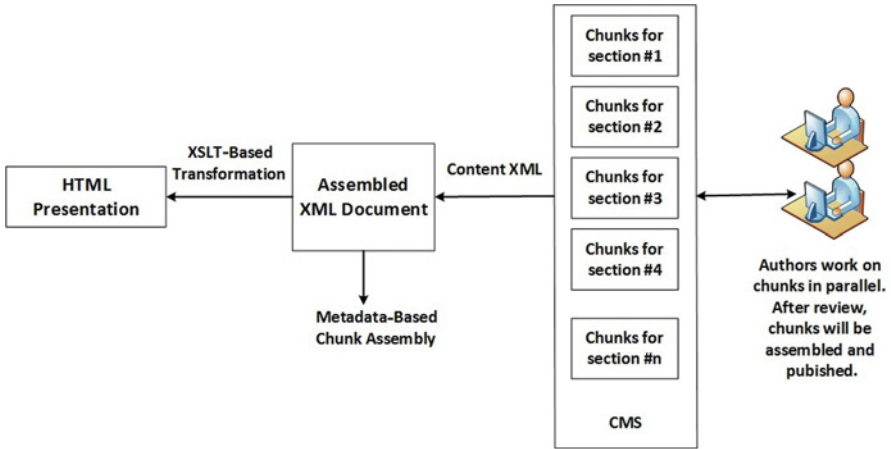 HTML
Presentation
XSLT-Based
Transformation
Assembled
XML Document
Metadata-Based
Chunk Assembly
Content XML
Chunks for
section #1
Chunks for
section #2
Chunks for
section #3
Chunks for
section #4
Chunks for
section #n
CMS
Authors work on
chunks in parallel.
After review,
chunks will be
assembled and
pubished.